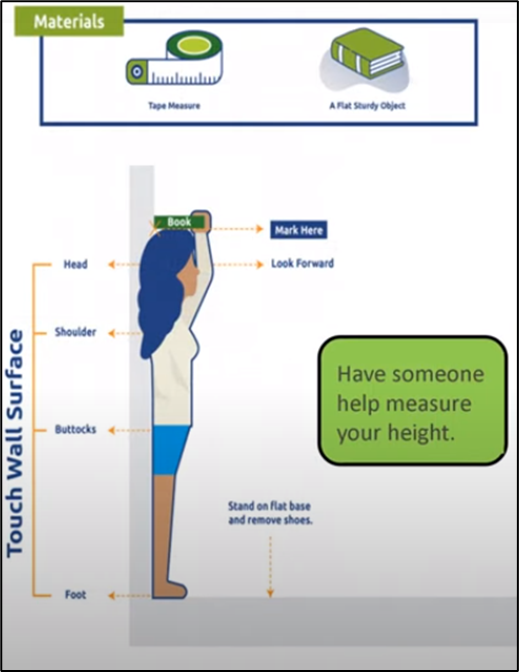 Materials
Tape Measure
A Flat Sturdy Object
Book
Mark Here
Head
Look Forward
Shoulder
Touch Wall Surface
Have someone
help measure
your height.
Buttocks
Stand on flat base
and remove shoes.
Foot